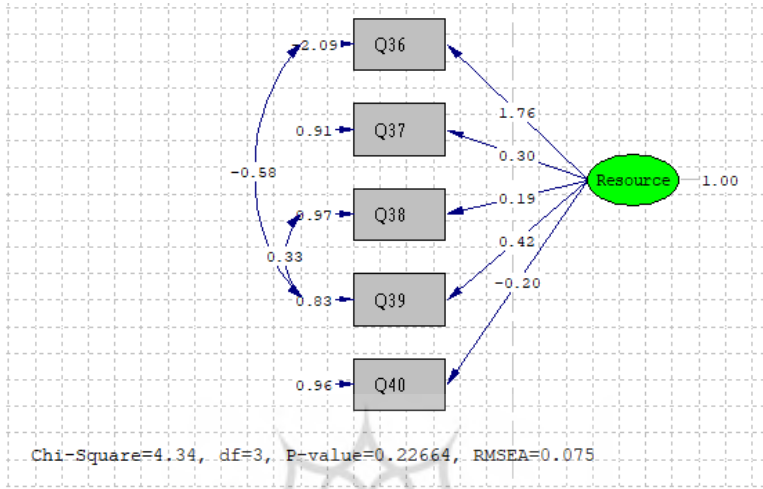 -2.09 Q36
1.76
0.91 Q37
0.30
-0.58
Resource 1.00
0.19
0.97 Q38
0.42
0.33
-0.20
0.83 Q39
0.96 Q40
Chi-Square=4.34, df=3, P-value=0.22664, RMSEA=0.075